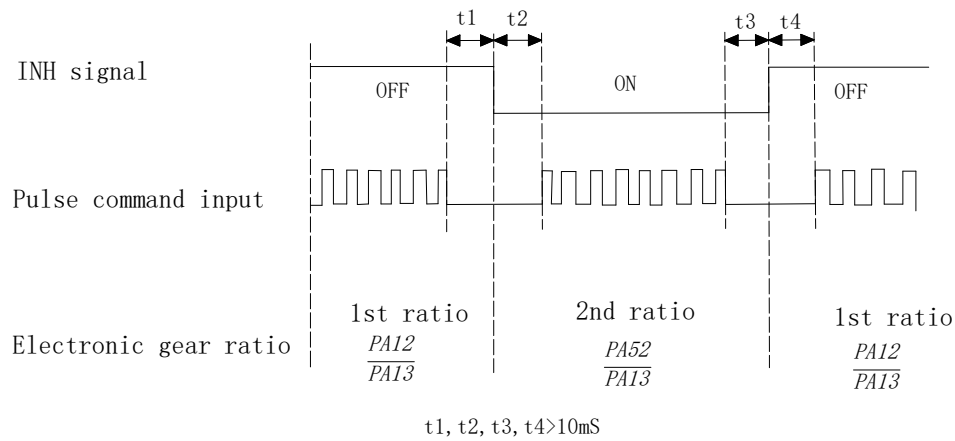 t1 t2 t3 t4
INH signal
OFF ON OFF
Pulse command input
1st ratio 2nd ratio 1st ratio
Electronic gear ratio
PA12 PA52 PA12
PA13 PA13 PA13
t1,t2,t3,t4>10mS